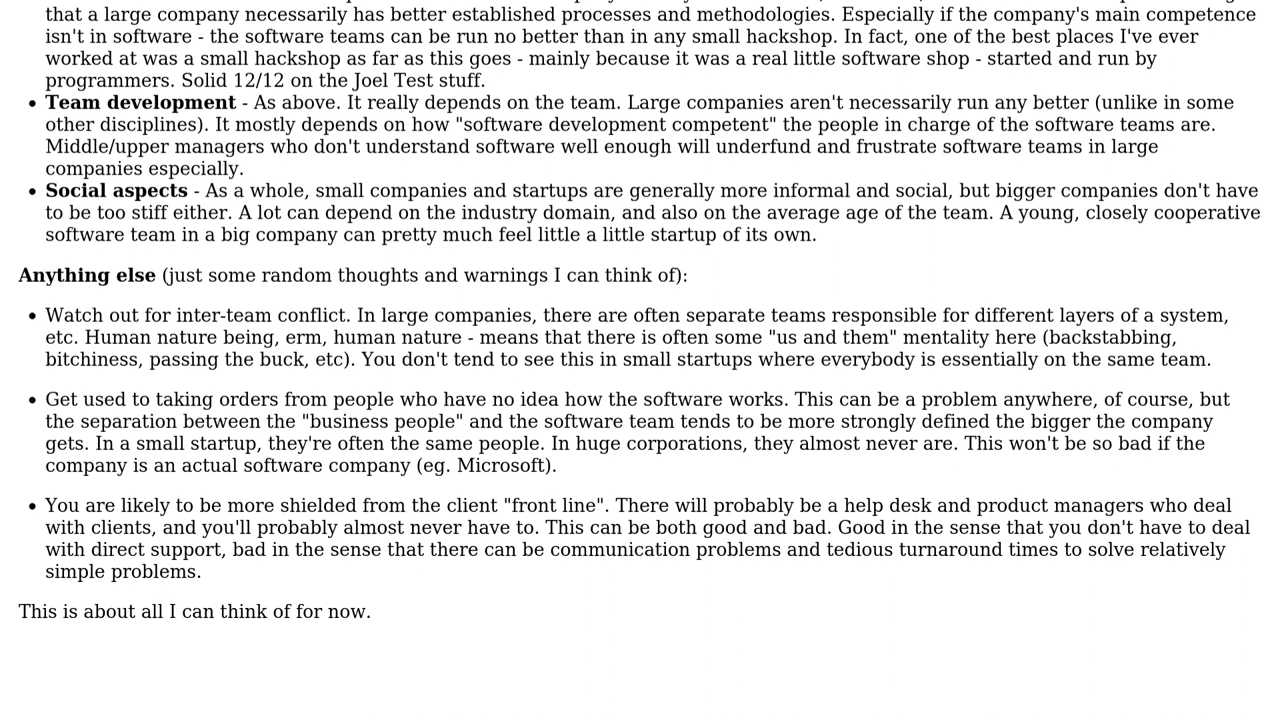 that a large company necessarily has better established processes and methodologies. Especially if the company's main competence
isn't in software - the software teams can be run no better than in any small hackshop. In fact, one of the best places I've ever
worked at was a small hackshop as far as this goes - mainly because it was a real little software shop - started and run by
programmers. Solid 12/12 on the Joel Test stuff.
• Team development - As above. It really depends on the team. Large companies aren't necessarily run any better (unlike in some
other disciplines). It mostly depends on how "software development competent" the people in charge of the software teams are.
Middle/upper managers who don't understand software well enough will underfund and frustrate software teams in large
companies especially.
• Social aspects - As a whole, small companies and startups are generally more informal and social, but bigger companies don't have
to be too stiff either. A lot can depend on the industry domain, and also on the average age of the team. A young, closely cooperative
software team in a big company can pretty much feel little a little startup of its own.
Anything else (just some random thoughts and warnings I can think of):
• Watch out for inter-team conflict. In large companies, there are often separate teams responsible for different layers of a system,
etc. Human nature being, erm, human nature - means that there is often some "us and them" mentality here (backstabbing,
bitchiness, passing the buck, etc). You don't tend to see this in small startups where everybody is essentially on the same team.
• Get used to taking orders from people who have no idea how the software works. This can be a problem anywhere, of course, but
the separation between the "business people" and the software team tends to be more strongly defined the bigger the company
gets. In a small startup, they're often the same people. In huge corporations, they almost never are. This won't be so bad if the
company is an actual software company (eg. Microsoft).
• You are likely to be more shielded from the client "front line". There will probably be a help desk and product managers who deal
with clients, and you'll probably almost never have to. This can be both good and bad. Good in the sense that you don't have to deal
with direct support, bad in the sense that there can be communication problems and tedious turnaround times to solve relatively
simple problems.
This is about all I can think of for now.